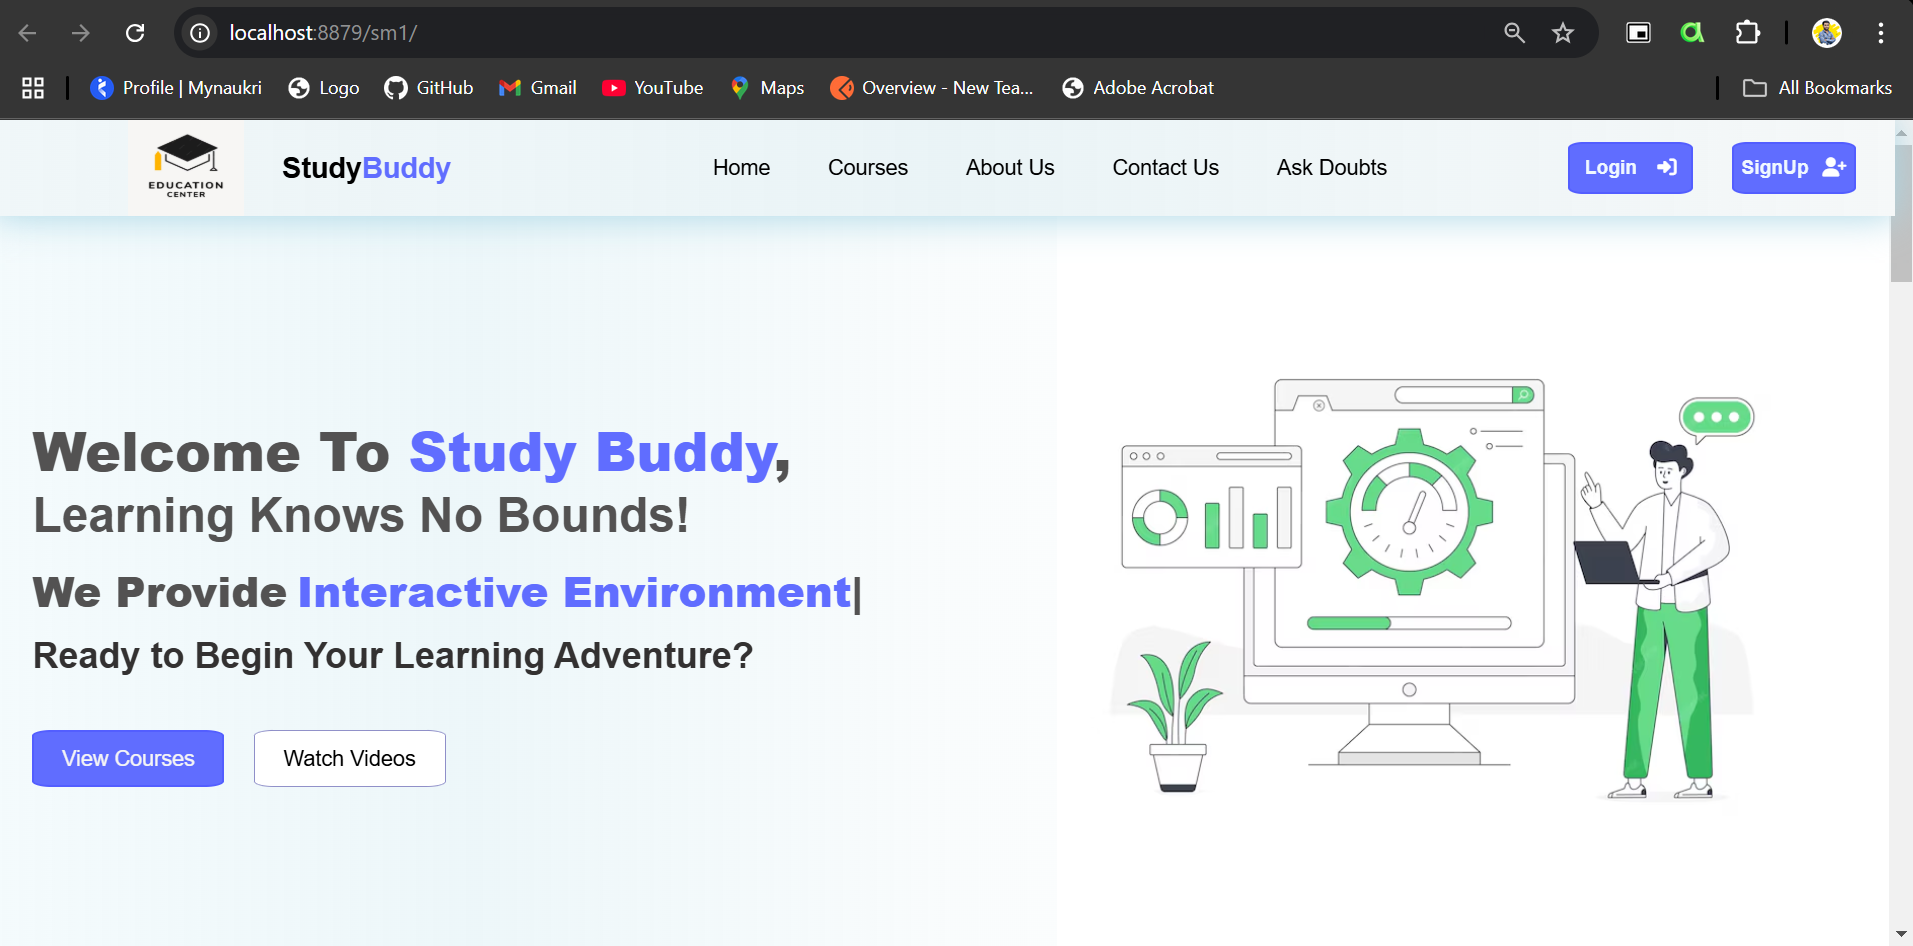 localhost:8879/sm1/
Profile | Mynaukri
Logo
GitHub
Gmail
YouTube
Maps
Overview - New Tea...
Adobe Acrobat
All Bookmarks
EDUCATION
CENTER
StudyBuddy
Home
Courses
About Us
Contact Us
Ask Doubts
Login
SignUp
Welcome To Study Buddy,
Learning Knows No Bounds!
We Provide Interactive Environment|
Ready to Begin Your Learning Adventure?
View Courses
Watch Videos